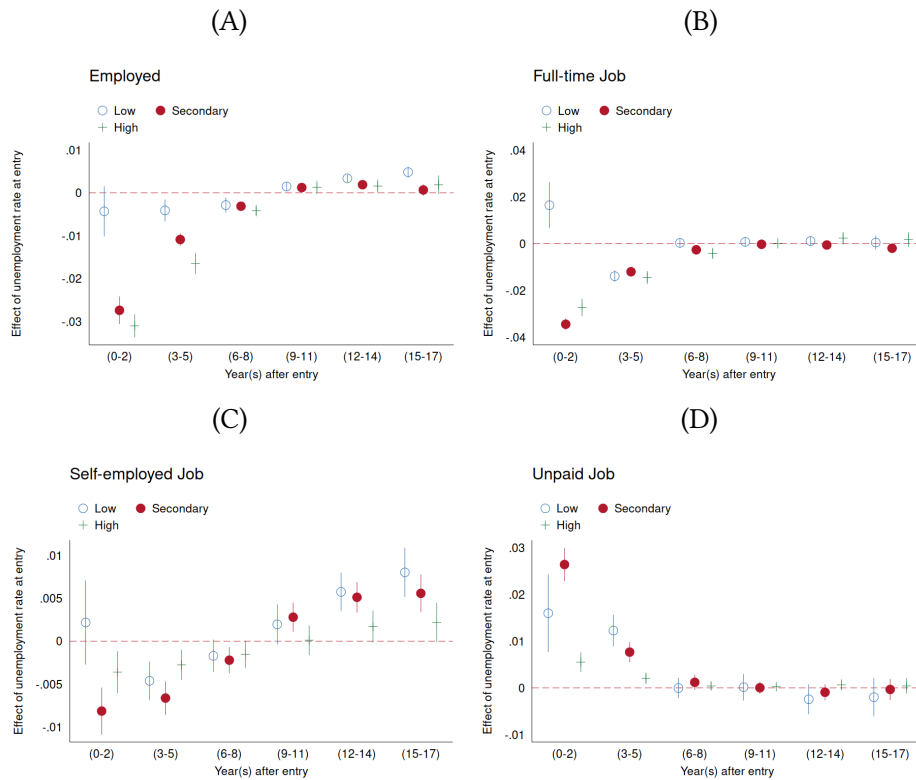 (A)
Employed
Low Secondary
High
Effect of unemployment rate at entry
.01
0
-.01
-.02
-.03
(0-2) (3-5) (6-8) (9-11) (12-14) (15-17)
Year(s) after entry
(B)
Full-time Job
Low Secondary
High
Effect of unemployment rate at entry
.04
.02
0
-.02
-.04
(0-2) (3-5) (6-8) (9-11) (12-14) (15-17)
Year(s) after entry
(C)
Self-employed Job
Low Secondary
High
Effect of unemployment rate at entry
.01
.005
0
-.005
-.01
(0-2) (3-5) (6-8) (9-11) (12-14) (15-17)
Year(s) after entry
(D)
Unpaid Job
Low Secondary
High
Effect of unemployment rate at entry
.03
.02
.01
0
-.01
(0-2) (3-5) (6-8) (9-11) (12-14) (15-17)
Year(s) after entry